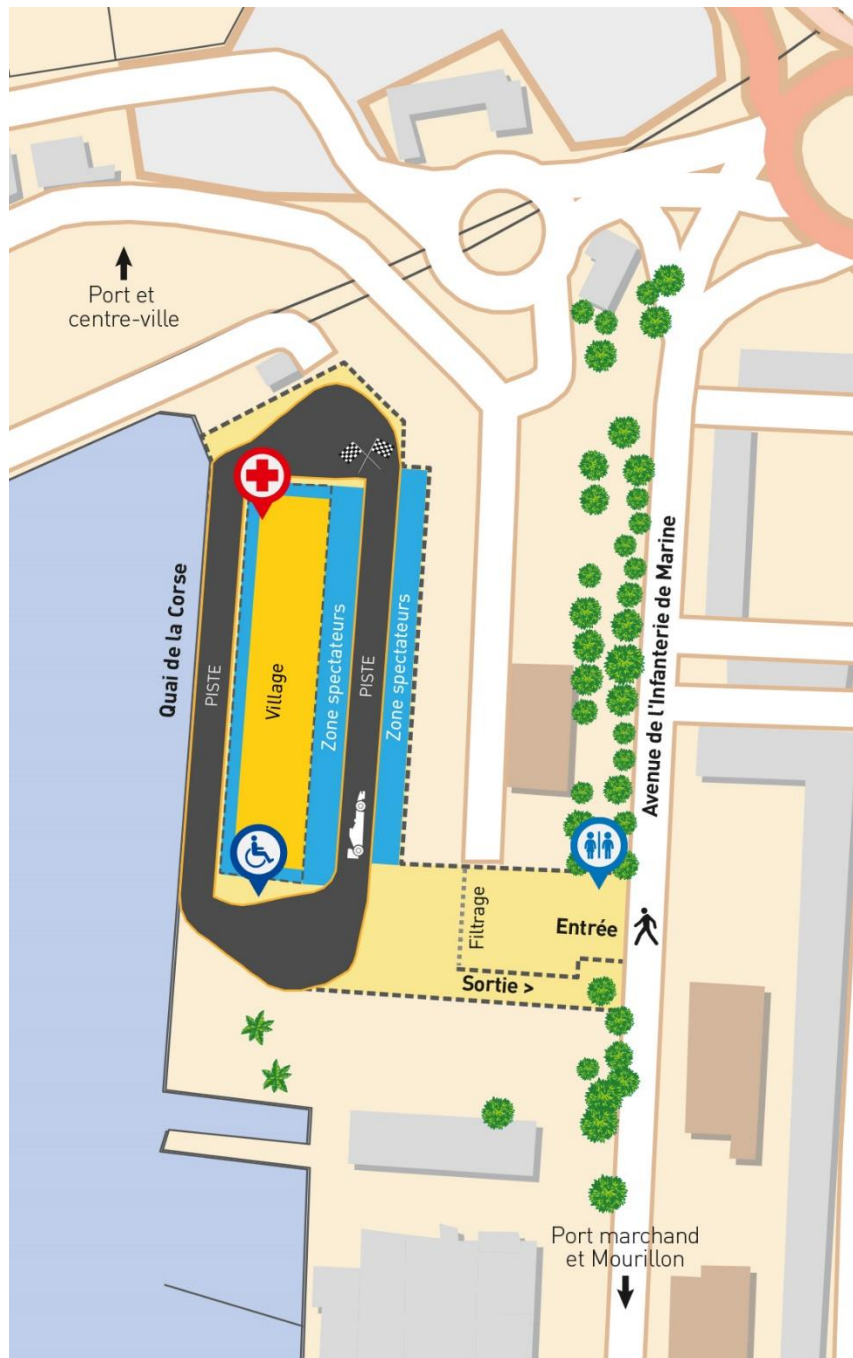 Port et
centre-ville
Quai de la Corse
PISTE
Village
Zone spectateurs
PISTE
Zone spectateurs
Avenue de l'Infanterie de Marine
Filtrage
Entrée
Sortie >
Port marchand
et Mourillon